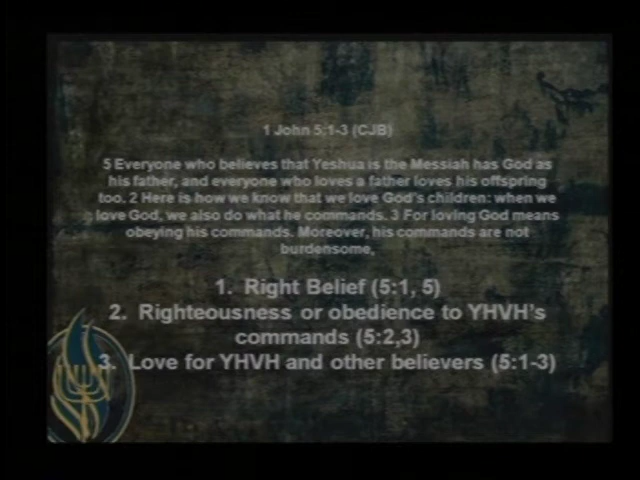 1 John 5:1-3 (CJB)
5 Everyone who believes that Yeshua is the Messiah has God as
his father, and everyone who loves a father loves his offspring
too. 2 Here is how we know that we love God's children: when we
love God, we also do what he commands. 3 For loving God means
obeying his commands. Moreover, his commands are not
burdensome,
1. Right Belief (5:1, 5)
2. Righteousness or obedience to YHVH's
commands (5:2,3)
3. Love for YHVH and other believers (5:1-3)